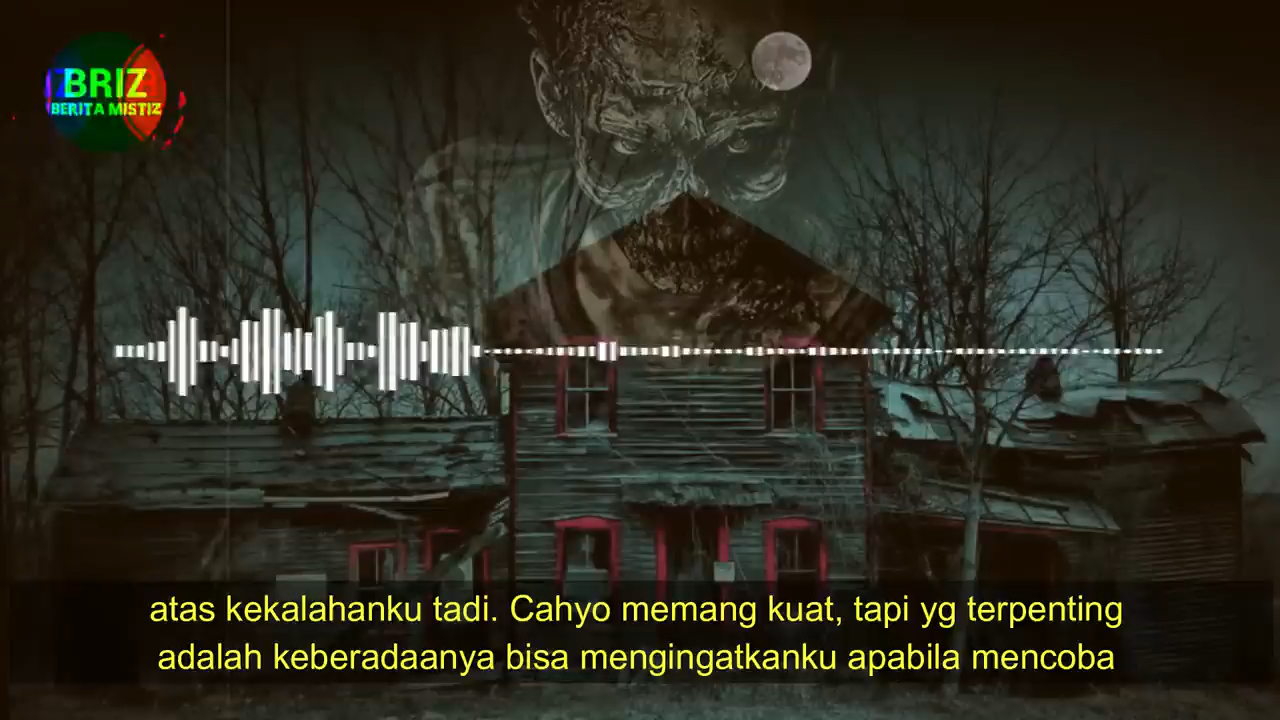 BRIZ
BERITA MISTIZ
atas kekalahanku tadi. Cahyo memang kuat, tapi yg terpenting
adalah keberadaanya bisa mengingatkanku apabila mencoba